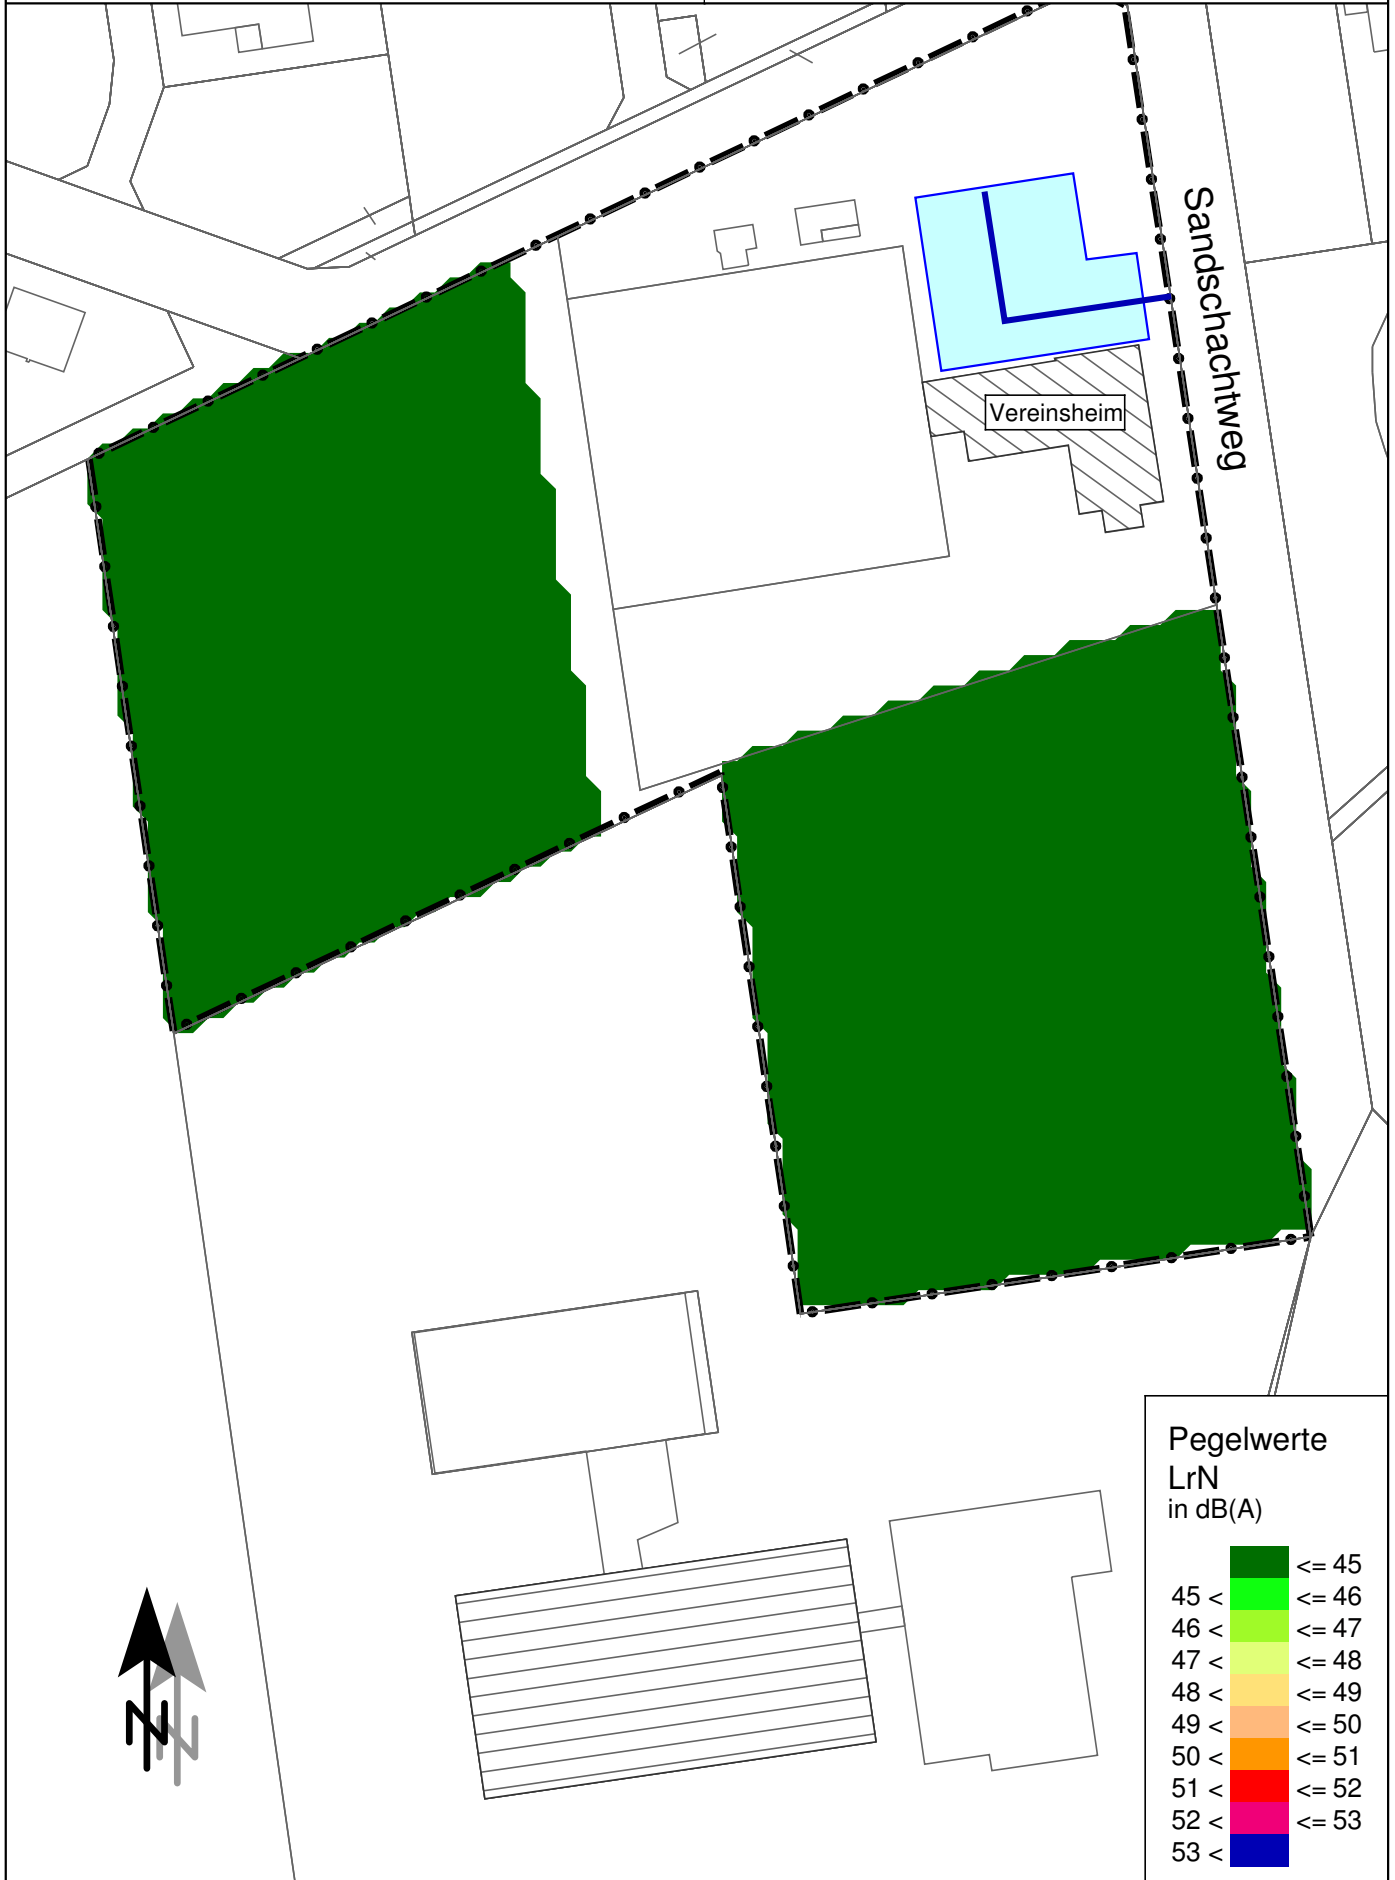 Sandschachtweg
Vereinsheim
Pegelwerte
LrN
in dB(A)
<= 45
45 < <= 46
46 < <= 47
47 < <= 48
48 < <= 49
49 < <= 50
50 < <= 51
51 < <= 52
52 < <= 53
53 <
N